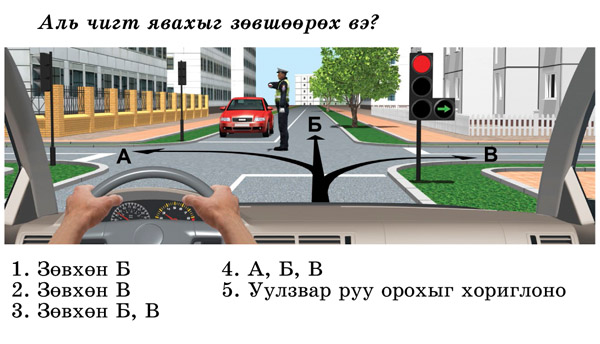 Аль чигт явахыг зөвшөөрөх вэ?
А
Б
В
1. Зөвхөн Б
2. Зөвхөн В
3. Зөвхөн Б, В
4. А, Б, В
5. Уулзвар руу орохыг хориглоно